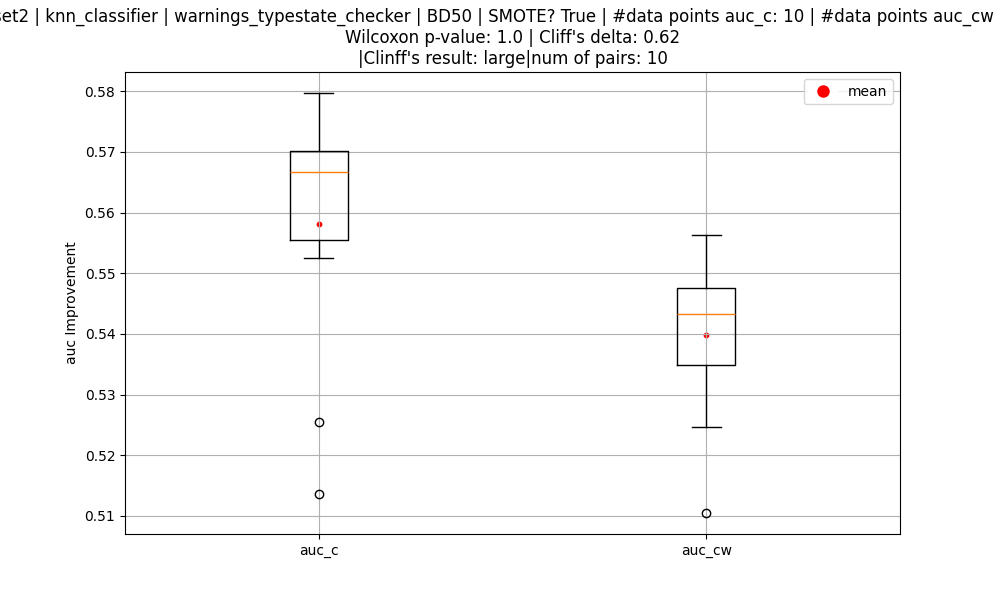 set2 | knn_classifier | warnings_typestate_checker | BD50 | SMOTE? True | #data points auc_c: 10 | #data points auc_cw
Wilcoxon p-value: 1.0 | Cliff's delta: 0.62
|Clinff's result: large|num of pairs: 10
mean
0.58
0.57
0.56
0.55
0.54
0.53
0.52
0.51
auc Improvement
auc_c
auc_cw